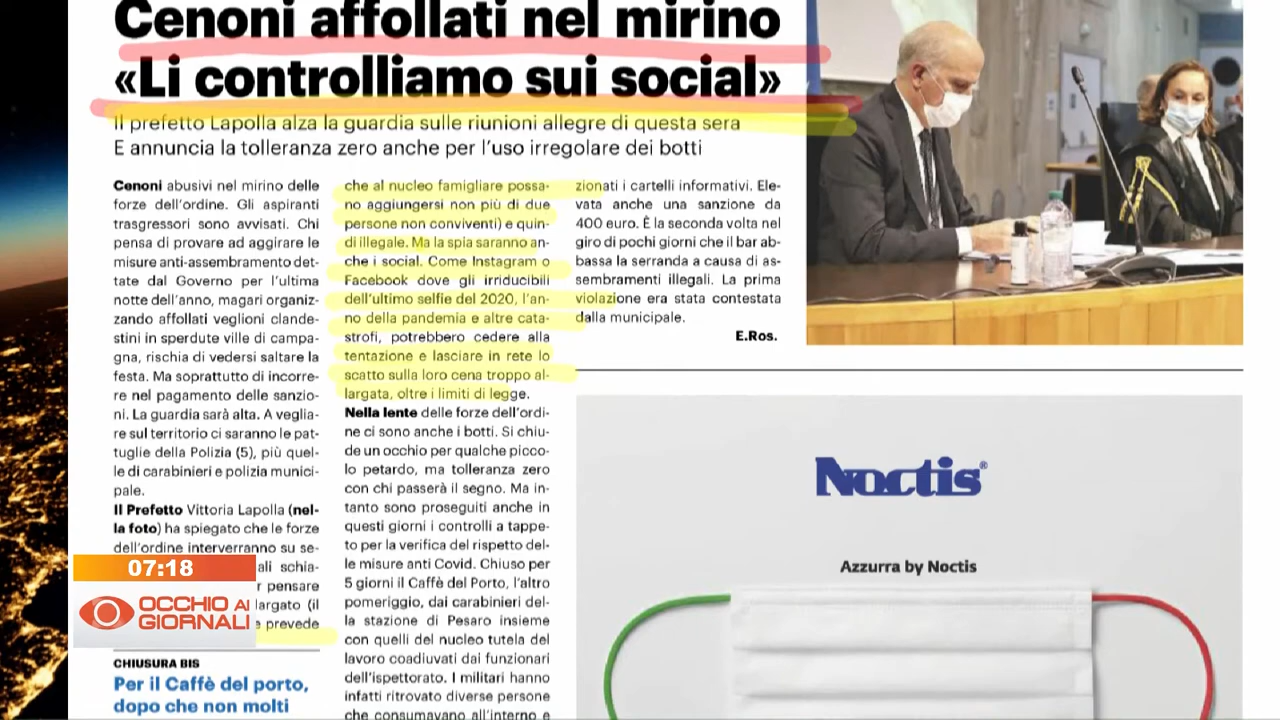 Cenoni affollati nel mirino
«Li controlliamo sui social»
Il prefetto Lapolla alza la guardia sulle riunioni allegre di questa sera
E annuncia la tolleranza zero anche per l'uso irregolare dei botti
Cenoni abusivi nel mirino delle
forze dell'ordine. Gli aspiranti
trasgressori sono avvisati. Chi
pensa di provare ad aggirare le
misure anti-assembramento det-
tate dal Governo per l'ultima
notte dell'anno, magari organiz-
zando affollati veglioni clande-
stini in sperdute ville di campa-
gna, rischia di vedersi saltare la
festa. Ma soprattutto di incorre-
re nel pagamento delle sanzio-
ni. La guardia sarà alta. A veglia-
re sul territorio ci saranno le pat-
tuglie della Polizia (5), più quel-
le di carabinieri e polizia munici-
pale.
Il Prefetto Vittoria Lapolla (nel-
la foto) ha spiegato che le forze
dell'ordine interverranno su se-
ali schia-
r pensare
largato (il
e prevede
CHIUSURA BIS
Per il Caffè del porto,
dopo che non molti
che al nucleo famigliare possa-
no aggiungersi non più di due
persone non conviventi) e quin-
di illegale. Ma la spia saranno an-
che i social. Come Instagram o
Facebook dove gli irriducibili
dell'ultimo selfie del 2020, l'an-
no della pandemia e altre cata-
strofi, potrebbero cedere alla
tentazione e lasciare in rete lo
scatto sulla loro cena troppo al-
largata, oltre i limiti di legge.
Nella lente delle forze dell'ordi-
ne ci sono anche i botti. Si chiu-
de un occhio per qualche picco-
lo petardo, ma tolleranza zero
con chi passerà il segno. Ma in-
tanto sono proseguiti anche in
questi giorni i controlli a tappe-
to per la verifica del rispetto del-
le misure anti Covid. Chiuso per
5 giorni il Caffè del Porto, l'altro
pomeriggio, dai carabinieri del-
la stazione di Pesaro insieme
con quelli del nucleo tutela del
lavoro coadiuvati dai funzionari
dell'ispettorato. I militari hanno
infatti ritrovato diverse persone
che consumavano all'interno e
zionati i cartelli informativi. Ele-
vata anche una sanzione da
400 euro. È la seconda volta nel
giro di pochi giorni che il bar ab-
bassa la serranda a causa di as-
sembramenti illegali. La prima
violazione era stata contestata
dalla municipale.
E.Ros.
Noctis®
Azzurra by Noctis
07:18
OCCHIO AI
GIORNALI